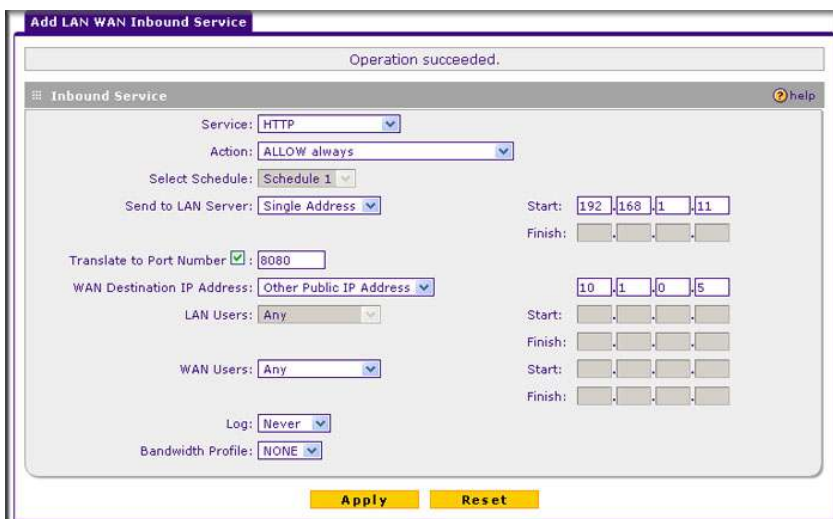 Add LAN WAN Inbound Service
Operation succeeded.
Inbound Service
help
Service: HTTP
Action: ALLOW always
Select Schedule: Schedule 1
Send to LAN Server: Single Address Start: 192 . 168 . 1 . 11
Finish: . . .
Translate to Port Number : 8080
WAN Destination IP Address: Other Public IP Address 10 . 1 . 0 . 5
LAN Users: Any Start: . . .
Finish: . . .
WAN Users: Any Start: . . .
Finish: . . .
Log: Never
Bandwidth Profile: NONE
Apply Reset